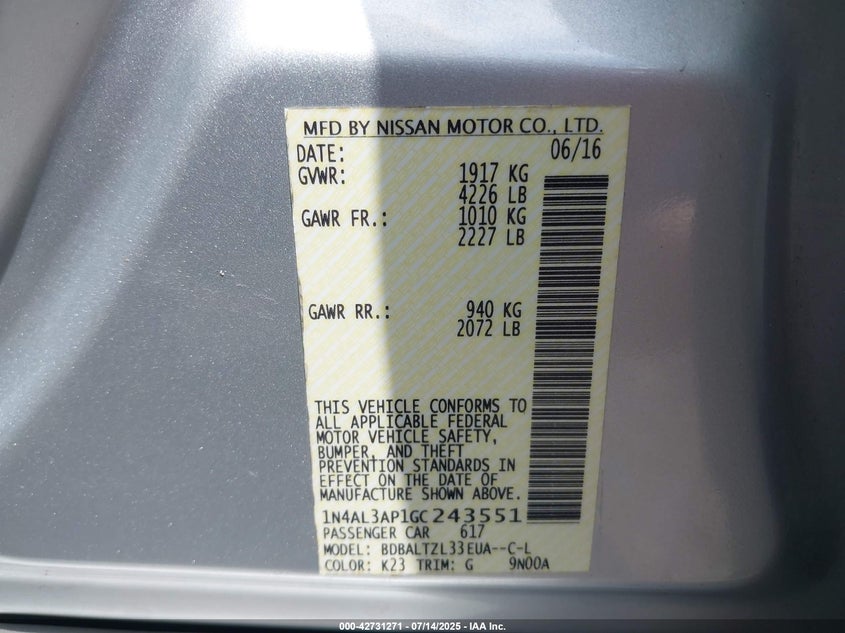 MFD BY NISSAN MOTOR CO., LTD.
DATE: 06/16
GVWR: 1917 KG
4226 LB
GAWR FR.: 1010 KG
2227 LB
GAWR RR.: 940 KG
2072 LB
THIS VEHICLE CONFORMS TO
ALL APPLICABLE FEDERAL
MOTOR VEHICLE SAFETY,
BUMPER, AND THEFT
PREVENTION STANDARDS IN
EFFECT ON THE DATE OF
MANUFACTURE SHOWN ABOVE.
1N4AL3AP1GC243551
PASSENGER CAR 617
MODEL: BDBALTZL33EUA--C-L
COLOR: K23 TRIM: G 9N00A
000-42731271 - 07/14/2025 - IAA Inc.